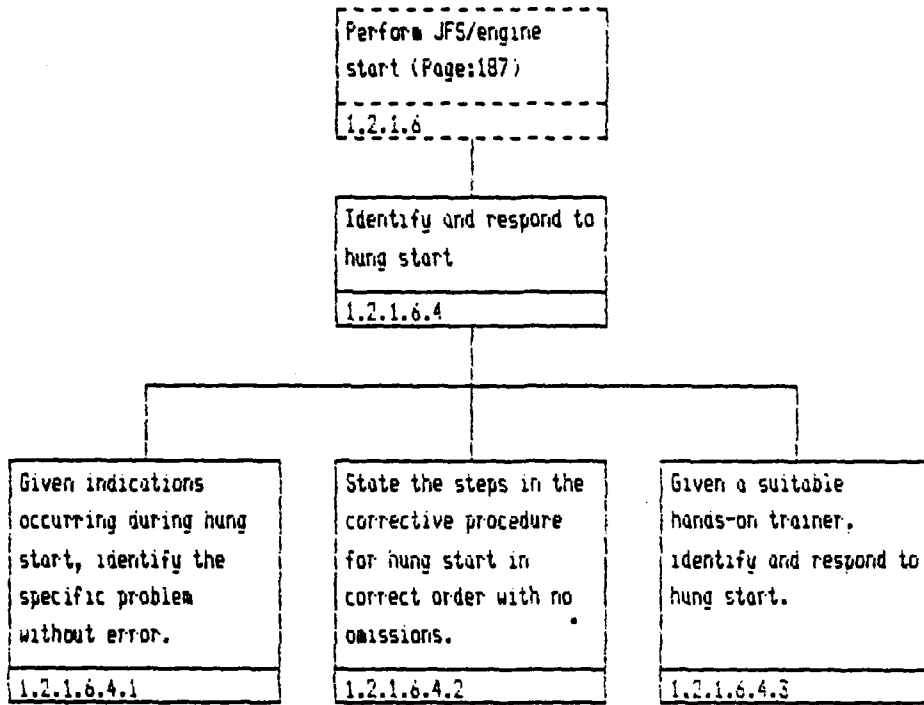 Perform JFS/engine
start (Page:187)
1.2.1.6
Identify and respond to
hung start
1.2.1.6.4
Given indications
occurring during hung
start, identify the
specific problem
without error.
1.2.1.6.4.1
State the steps in the
corrective procedure
for hung start in
correct order with no
omissions.
1.2.1.6.4.2
Given a suitable
hands-on trainer.
identify and respond to
hung start.
1.2.1.6.4.3